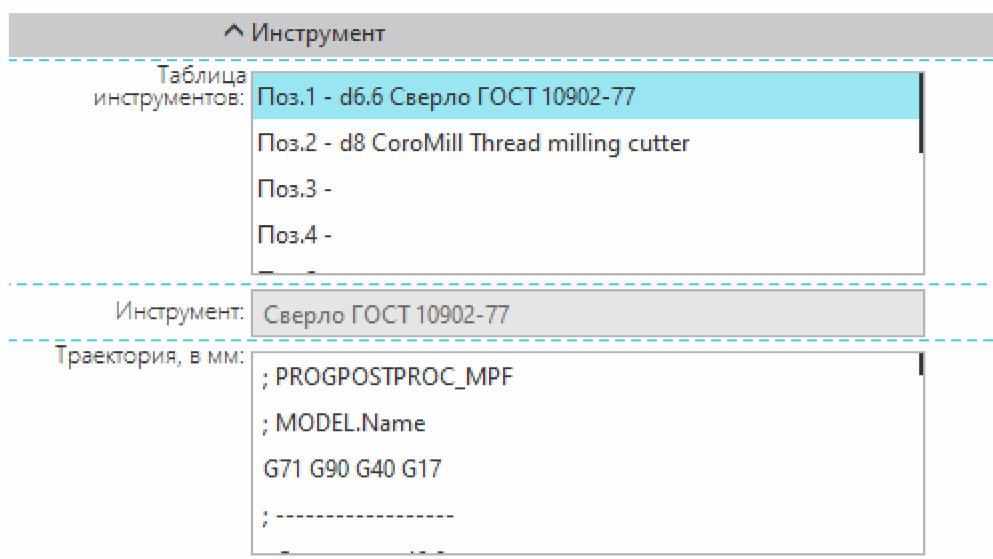 Инструмент
Таблица
инструментов:
Поз.1 - d6.6 Сверло ГОСТ 10902-77
Поз.2 - d8 CoroMill Thread milling cutter
Поз.3 -
Поз.4 -
Инструмент:
Сверло ГОСТ 10902-77
Траектория, в мм:
; PROGPOSTPROC_MPF
; MODEL.Name
G71 G90 G40 G17
; ------------------